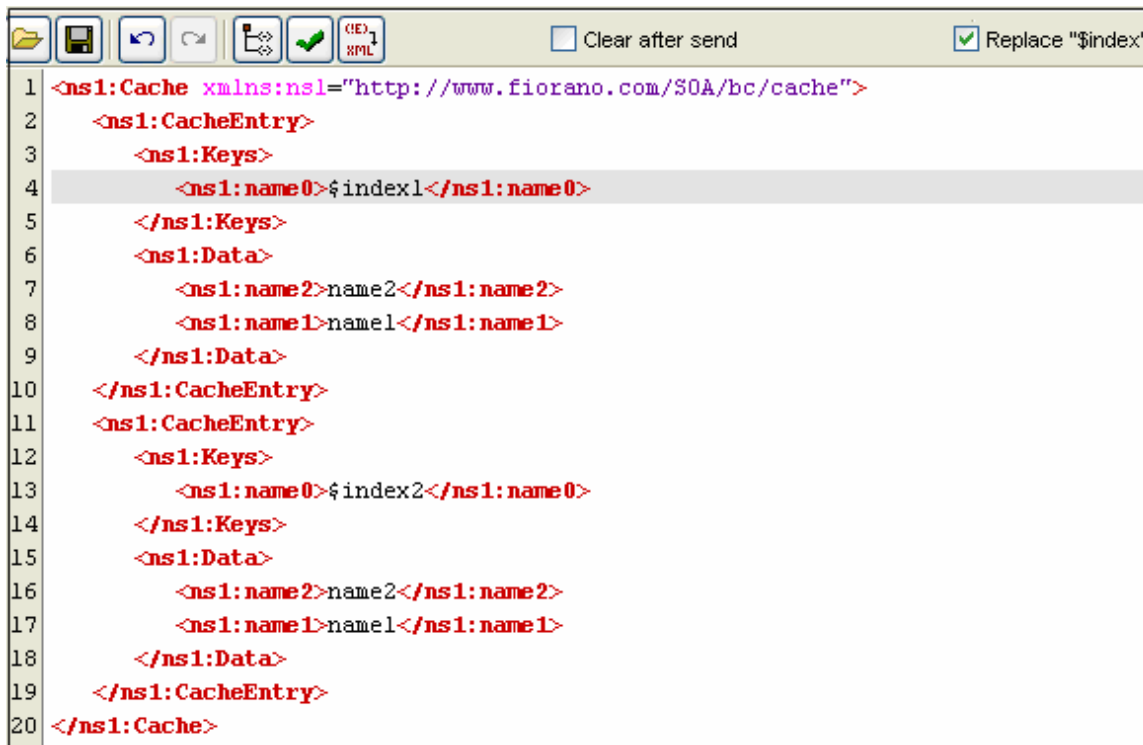 (!E) XML Clear after send Replace "$index"
1 <ns1:Cache xmlns:ns1="http://www.fiorano.com/SOA/bc/cache">
2 <ns1:CacheEntry>
3 <ns1:Keys>
4 <ns1:name0>$index1</ns1:name0>
5 </ns1:Keys>
6 <ns1:Data>
7 <ns1:name2>name2</ns1:name2>
8 <ns1:name1>name1</ns1:name1>
9 </ns1:Data>
10 </ns1:CacheEntry>
11 <ns1:CacheEntry>
12 <ns1:Keys>
13 <ns1:name0>$index2</ns1:name0>
14 </ns1:Keys>
15 <ns1:Data>
16 <ns1:name2>name2</ns1:name2>
17 <ns1:name1>name1</ns1:name1>
18 </ns1:Data>
19 </ns1:CacheEntry>
20 </ns1:Cache>